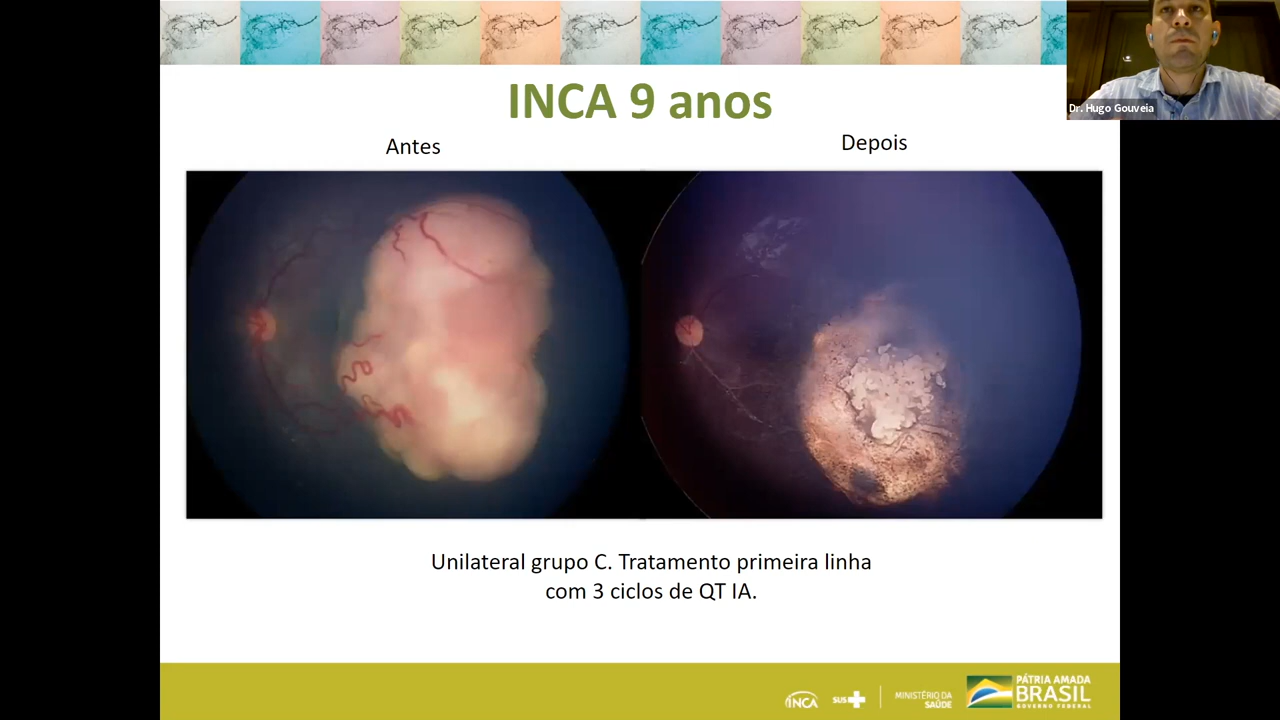 INCA 9 anos
Dr. Hugo Gouveia
Antes
Depois
Unilateral grupo C. Tratamento primeira linha
com 3 ciclos de QT IA.
INCA
SUS
MINISTÉRIO DA
SAÚDE
PÁTRIA AMADA
BRASIL
GOVERNO FEDERAL